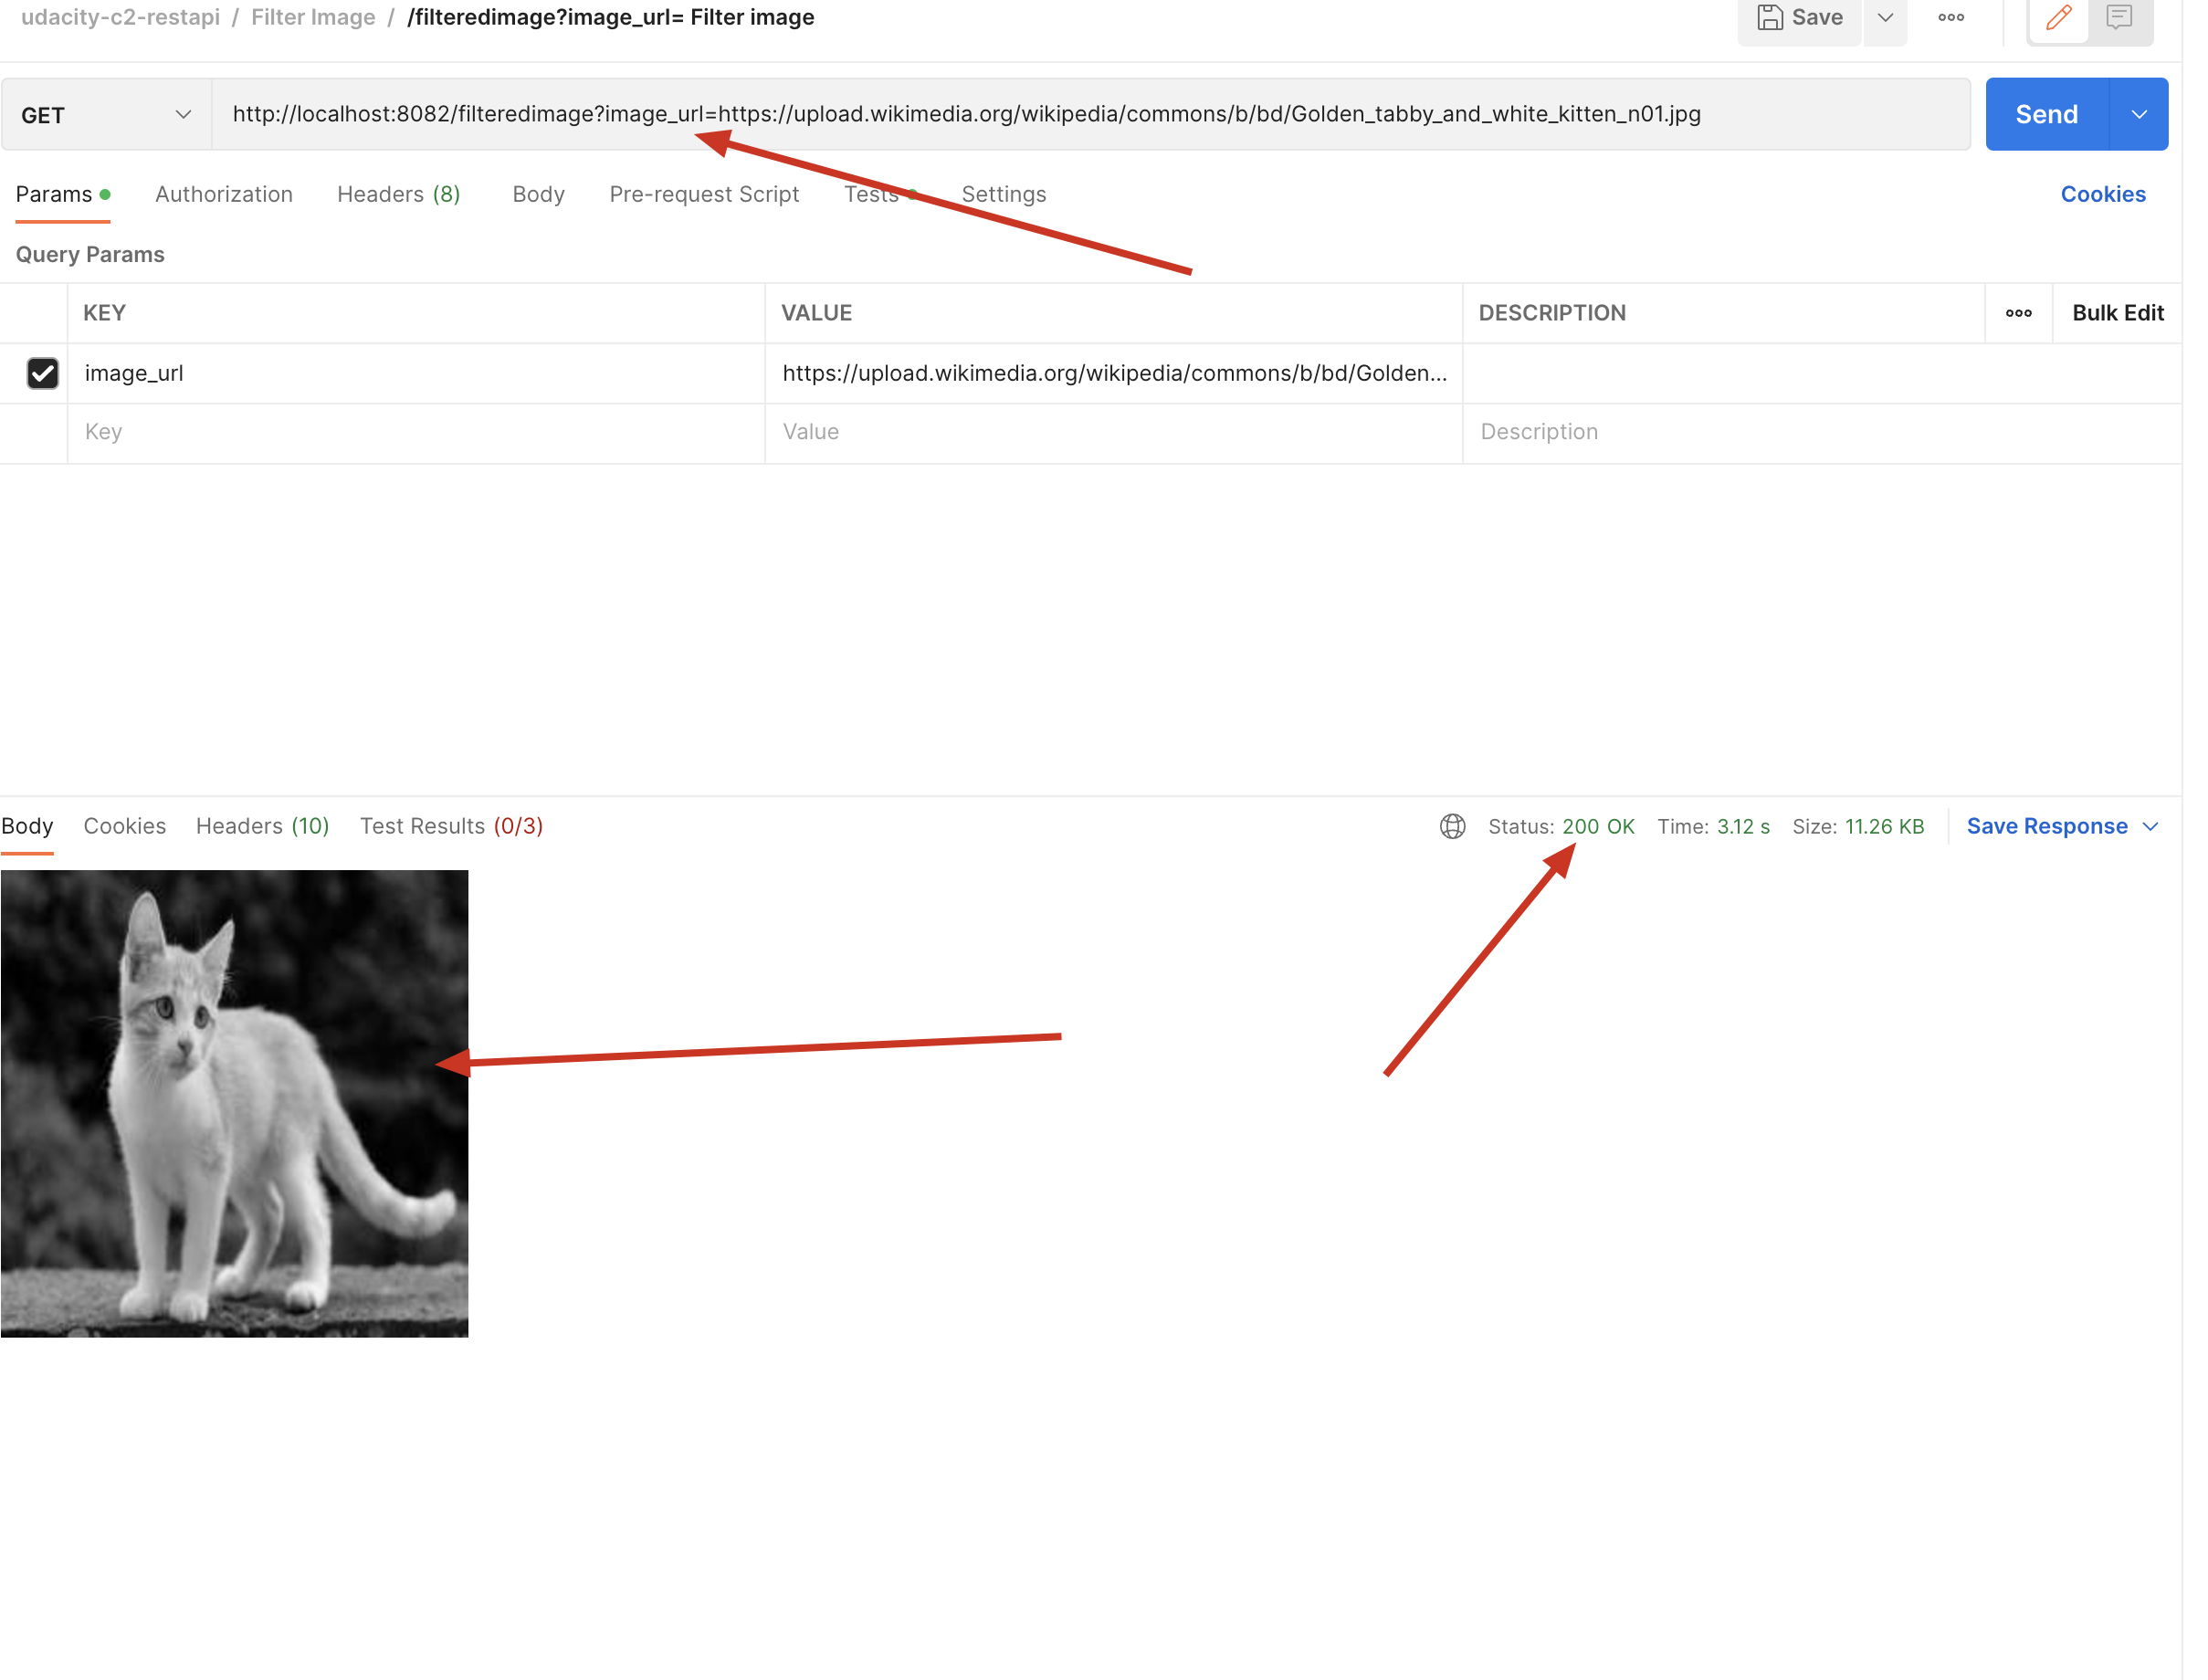 udacity-c2-restapi / Filter Image / /filteredimage?image_url= Filter image
Save
GET
http://localhost:8082/filteredimage?image_url=https://upload.wikimedia.org/wikipedia/commons/b/bd/Golden_tabby_and_white_kitten_n01.jpg
Send
Params Authorization Headers (8) Body Pre-request Script Tests Settings Cookies
Query Params
KEY VALUE DESCRIPTION ooo Bulk Edit
image_url https://upload.wikimedia.org/wikipedia/commons/b/bd/Golden...
Key Value Description
Body Cookies Headers (10) Test Results (0/3) Status: 200 OK Time: 3.12 s Size: 11.26 KB Save Response